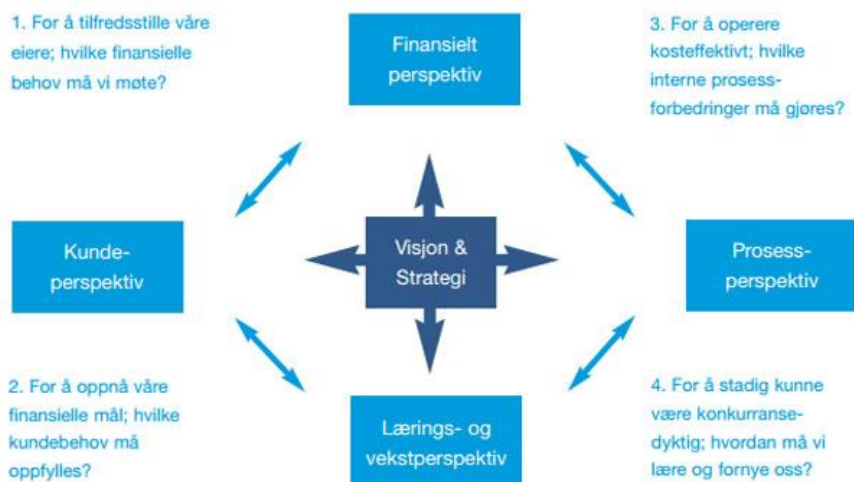 1. For å tilfredsstille våre
eiere; hvilke finansielle
behov må vi møte?
Finansielt
perspektiv
3. For å operere
kosteffektivt; hvilke
interne prosess-
forbedringer må gjøres?
Kunde-
perspektiv
Visjon &
Strategi
Prosess-
perspektiv
2. For å oppnå våre
finansielle mål; hvilke
kundebehov må
oppfylles?
Lærings- og
vekstperspektiv
4. For å stadig kunne
være konkurranse-
dyktig; hvordan må vi
lære og fornye oss?